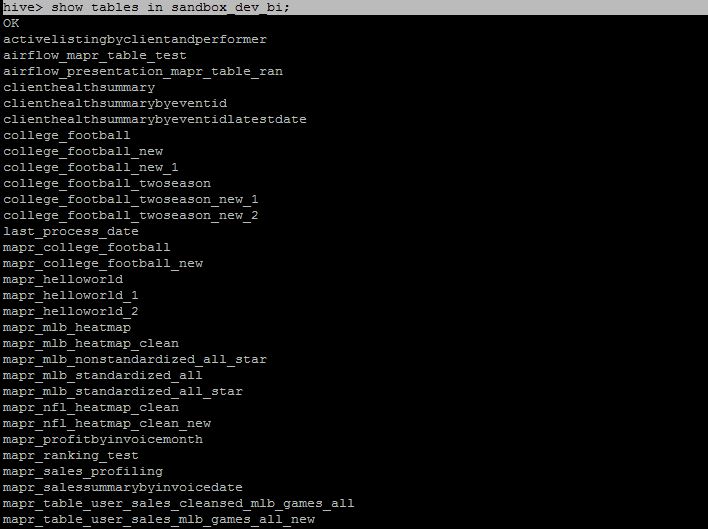 hive> show tables in sandbox_dev_bi;
OK
activelistingbyclientandperformer
airflow_mapr_table_test
airflow_presentation_mapr_table_ran
clienthealthsummary
clienthealthsummarybyeventid
clienthealthsummarybyeventidlatestdate
college_football
college_football_new
college_football_new_1
college_football_twoseason
college_football_twoseason_new_1
college_football_twoseason_new_2
last_process_date
mapr_college_football
mapr_college_football_new
mapr_helloworld
mapr_helloworld_1
mapr_helloworld_2
mapr_mlb_heatmap
mapr_mlb_heatmap_clean
mapr_mlb_nonstandardized_all_star
mapr_mlb_standardized_all
mapr_mlb_standardized_all_star
mapr_nfl_heatmap_clean
mapr_nfl_heatmap_clean_new
mapr_profitbyinvoicemonth
mapr_ranking_test
mapr_sales_profiling
mapr_salessummarybyinvoicedate
mapr_table_user_sales_cleansed_mlb_games_all
mapr_table_user_sales_mlb_games_all_new